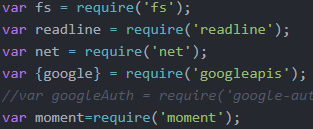 var fs = require('fs');
var readline = require('readline');
var net = require('net');
var {google} = require('googleapis');
//var googleAuth = require('google-aut
var moment=require('moment');